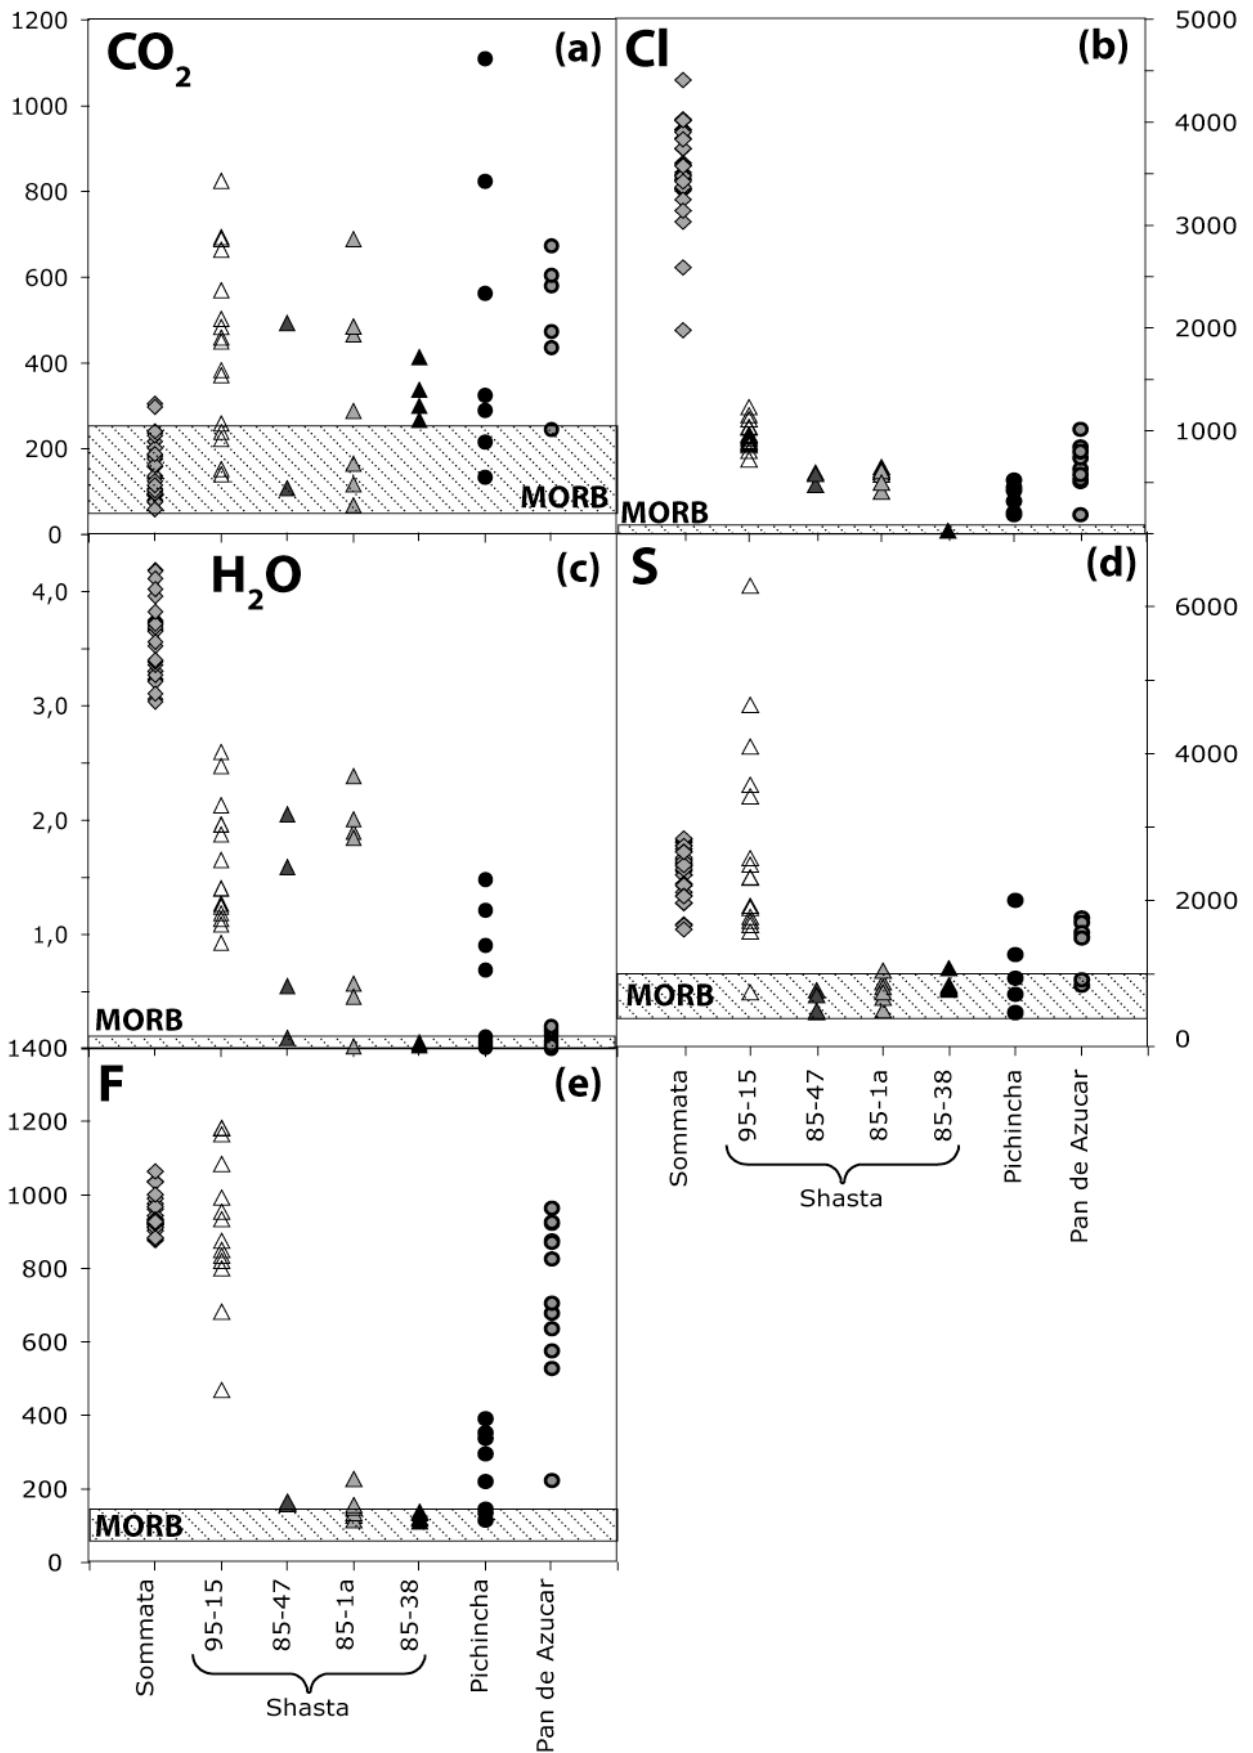 1200
CO2
(a)
1000
800
600
400
200
MORB
0
Cl
(b)
5000
4000
3000
2000
1000
MORB
H2O
(c)
4,0
3,0
2,0
1,0
MORB
S
(d)
6000
4000
2000
MORB
0
Sommata
95-15
85-47
85-1a
85-38
Pichincha
Pan de Azucar
Shasta
1400
F
(e)
1200
1000
800
600
400
200
MORB
0
Sommata
95-15
85-47
85-1a
85-38
Pichincha
Pan de Azucar
Shasta